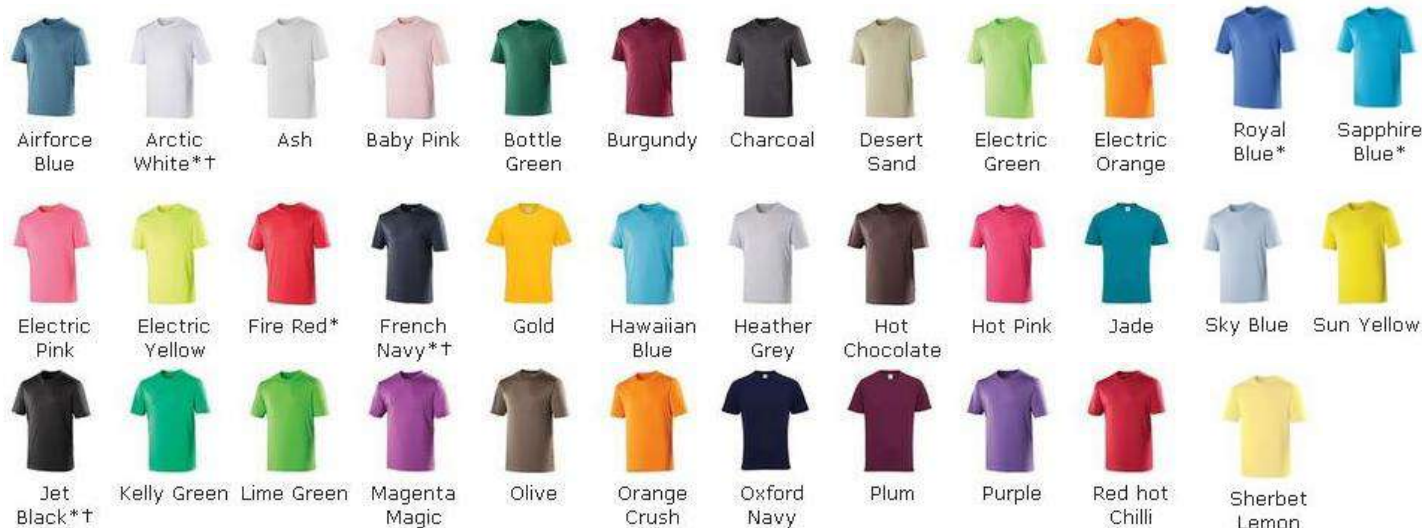 Airforce Blue
Arctic White*†
Ash
Baby Pink
Bottle Green
Burgundy
Charcoal
Desert Sand
Electric Green
Electric Orange
Royal Blue*
Sapphire Blue*
Electric Pink
Electric Yellow
Fire Red*
French Navy*†
Gold
Hawaiian Blue
Heather Grey
Hot Chocolate
Hot Pink
Jade
Sky Blue
Sun Yellow
Jet Black*†
Kelly Green
Lime Green
Magenta Magic
Olive
Orange Crush
Oxford Navy
Plum
Purple
Red hot Chilli
Sherbet Lemon